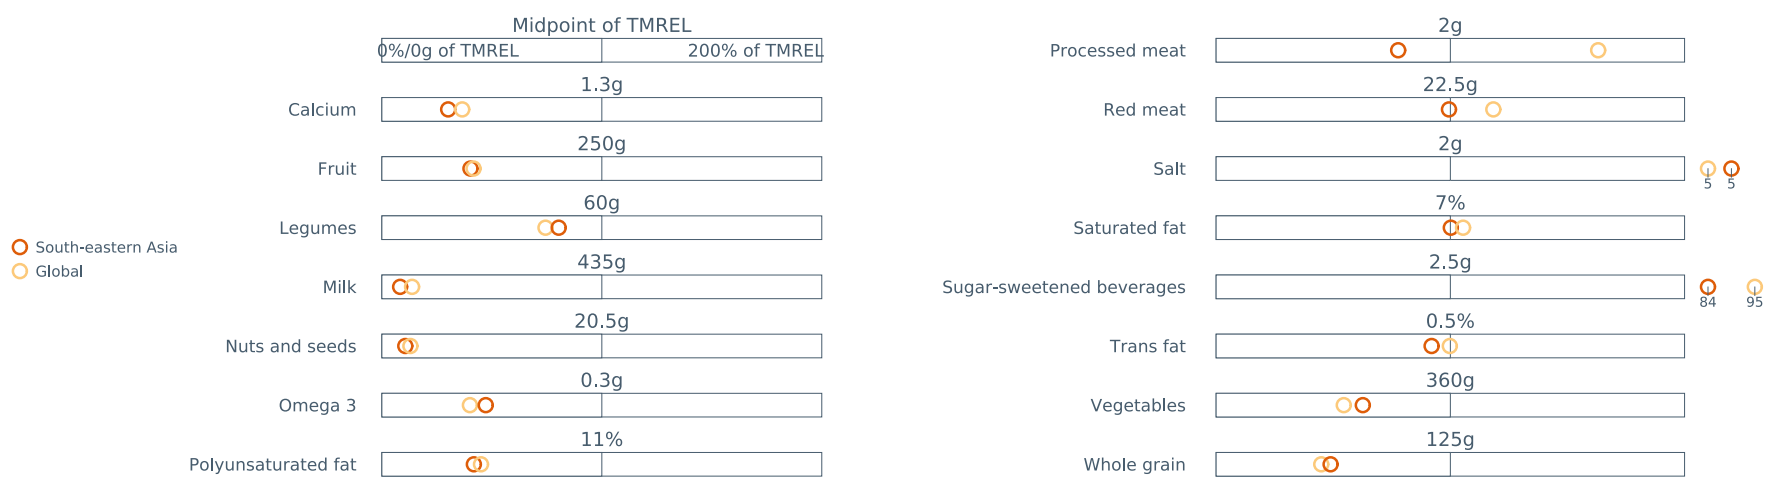 Midpoint of TMREL
0%/0g of TMREL 200% of TMREL
1.3g
Calcium
250g
Fruit
60g
Legumes
435g
Milk
20.5g
Nuts and seeds
0.3g
Omega 3
11%
Polyunsaturated fat
South-eastern Asia
Global
2g
Processed meat
22.5g
Red meat
2g
Salt
5 5
7%
Saturated fat
2.5g
Sugar-sweetened beverages
84 95
0.5%
Trans fat
360g
Vegetables
125g
Whole grain